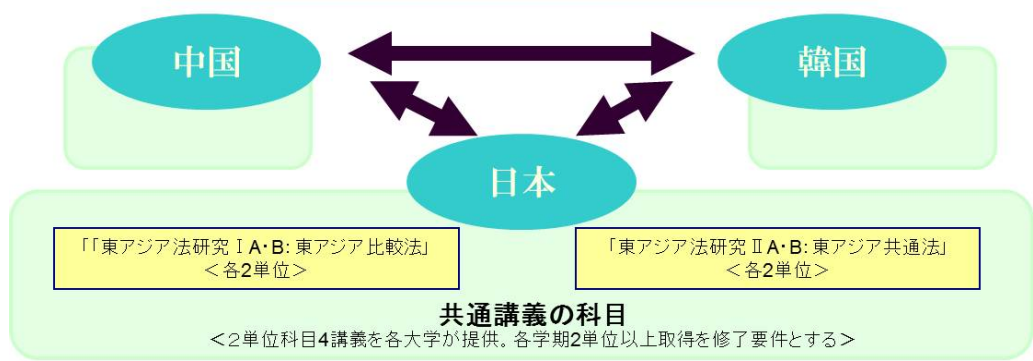 中国
韓国
日本
「「東アジア法研究ⅠA・B:東アジア比較法」
＜各2単位＞
「東アジア法研究ⅡA・B:東アジア共通法」
＜各2単位＞
共通講義の科目
＜2単位科目4講義を各大学が提供。各学期2単位以上取得を修了要件とする＞